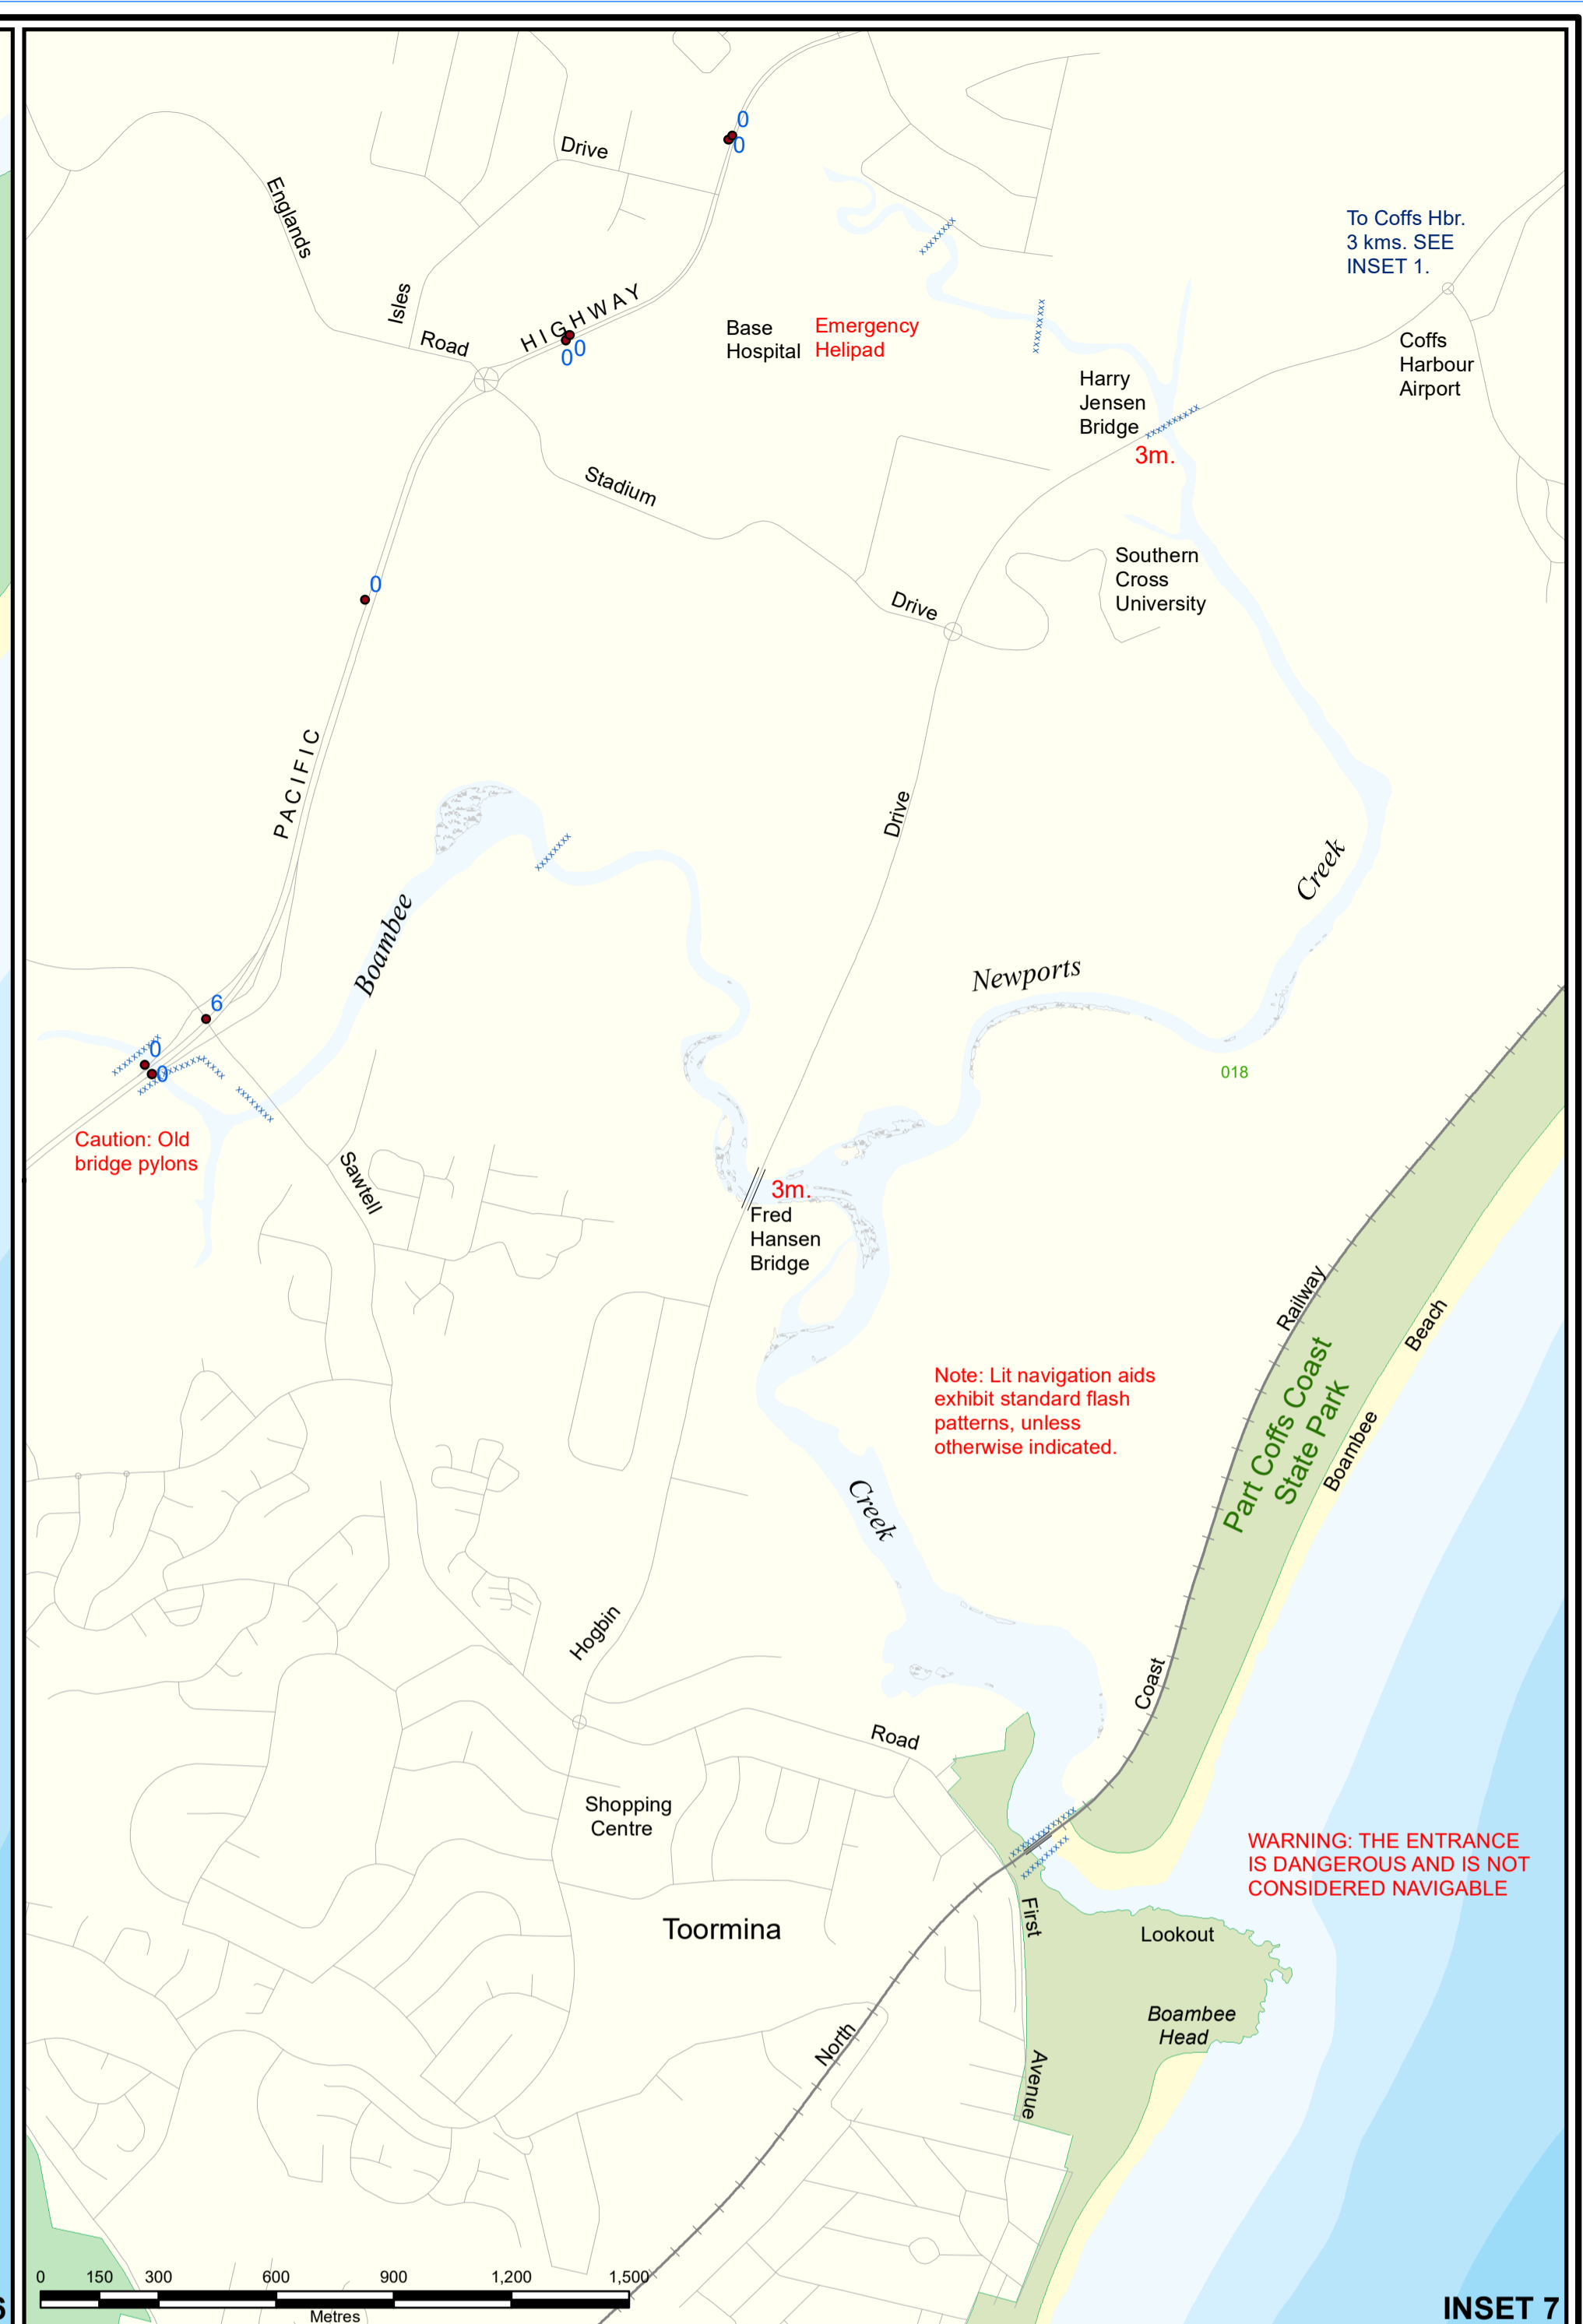 0
0
Drive
Englands
To Coffs Hbr.
3 kms. SEE
INSET 1.
Isles
HIGHWAY
Road
0
0
Base
Hospital
Emergency
Helipad
Coffs
Harbour
Airport
Harry
Jensen
Bridge
3m.
Stadium
Southern
Cross
University
0
Drive
PACIFIC
Drive
Creek
Boambee
Newports
6
0
0
018
Caution: Old
bridge pylons
Sawtell
3m.
Fred
Hansen
Bridge
Railway
Beach
Part Coffs Coast
State Park
Note: Lit navigation aids
exhibit standard flash
patterns, unless
otherwise indicated.
Boambee
Creek
Hogbin
Coast
Road
Shopping
Centre
WARNING: THE ENTRANCE
IS DANGEROUS AND IS NOT
CONSIDERED NAVIGABLE
First
Toormina
Lookout
Boambee
Head
North
Avenue
0 150 300 600 900 1,200 1,500
Metres
6
INSET 7